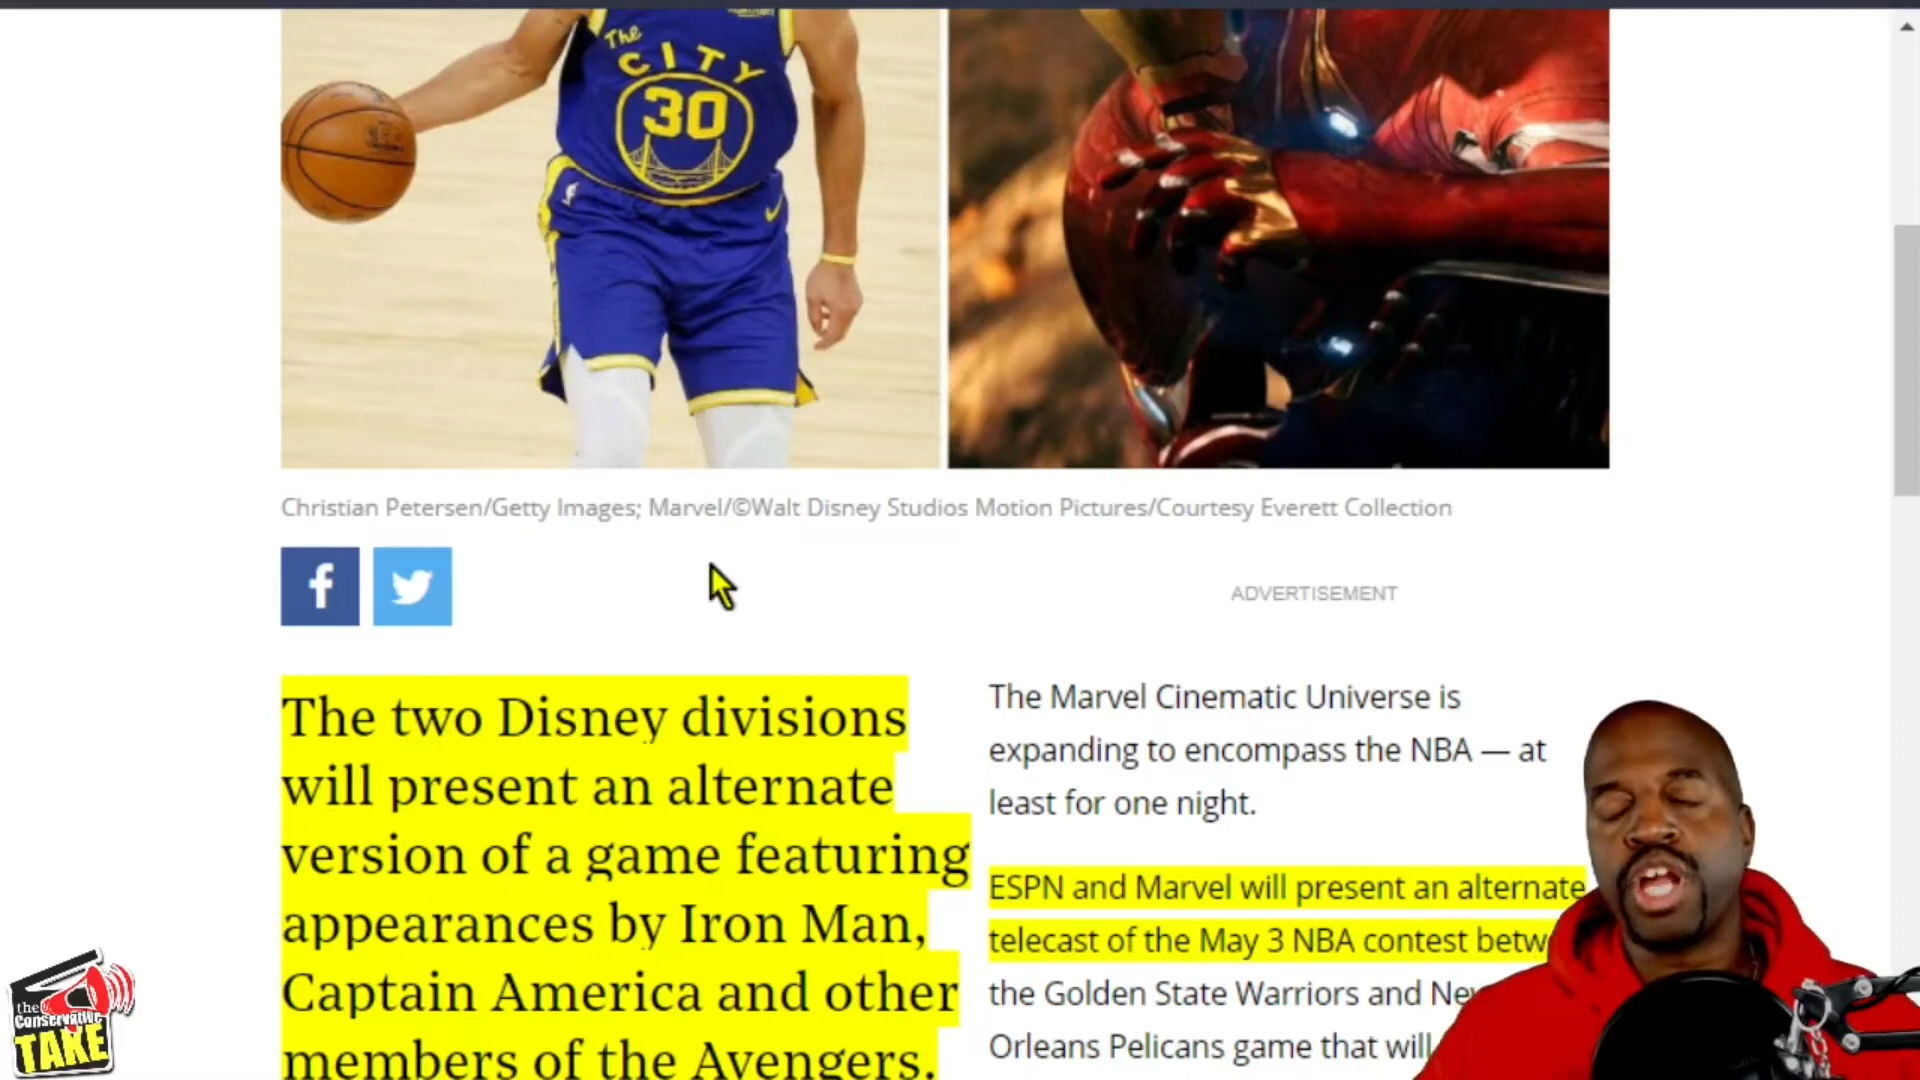 The
CITY
30
Christian Petersen/Getty Images; Marvel/©Walt Disney Studios Motion Pictures/Courtesy Everett Collection
f
ADVERTISEMENT
The two Disney divisions
will present an alternate
version of a game featuring
appearances by Iron Man,
Captain America and other
members of the Avengers.
The Marvel Cinematic Universe is
expanding to encompass the NBA — at
least for one night.
ESPN and Marvel will present an alternate
telecast of the May 3 NBA contest betw
the Golden State Warriors and New
Orleans Pelicans game that will
the
Conservative
TAKE